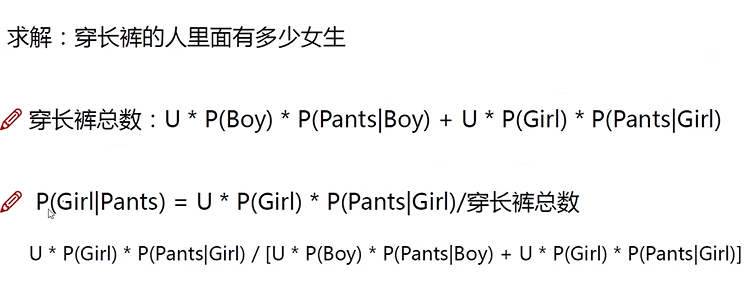 求解：穿长裤的人里面有多少女生
穿长裤总数：U * P(Boy) * P(Pants|Boy) + U * P(Girl) * P(Pants|Girl)
P(Girl|Pants) = U * P(Girl) * P(Pants|Girl)/穿长裤总数
U * P(Girl) * P(Pants|Girl) / [U * P(Boy) * P(Pants|Boy) + U * P(Girl) * P(Pants|Girl)]